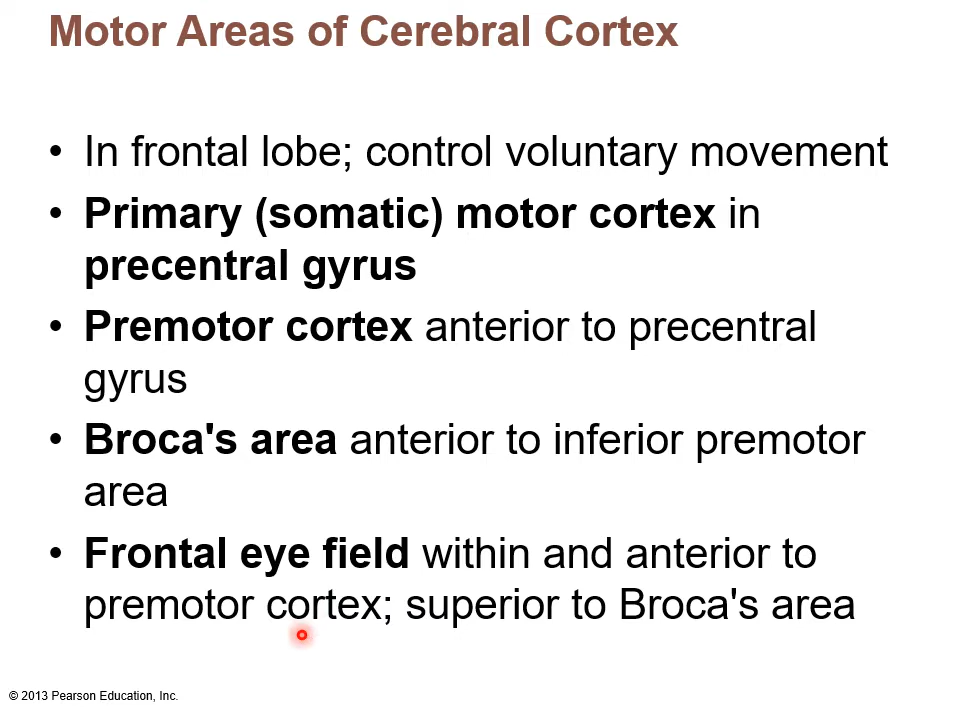 Motor Areas of Cerebral Cortex
• In frontal lobe; control voluntary movement
• Primary (somatic) motor cortex in
precentral gyrus
• Premotor cortex anterior to precentral
gyrus
• Broca's area anterior to inferior premotor
area
• Frontal eye field within and anterior to
premotor cortex; superior to Broca's area
© 2013 Pearson Education, Inc.